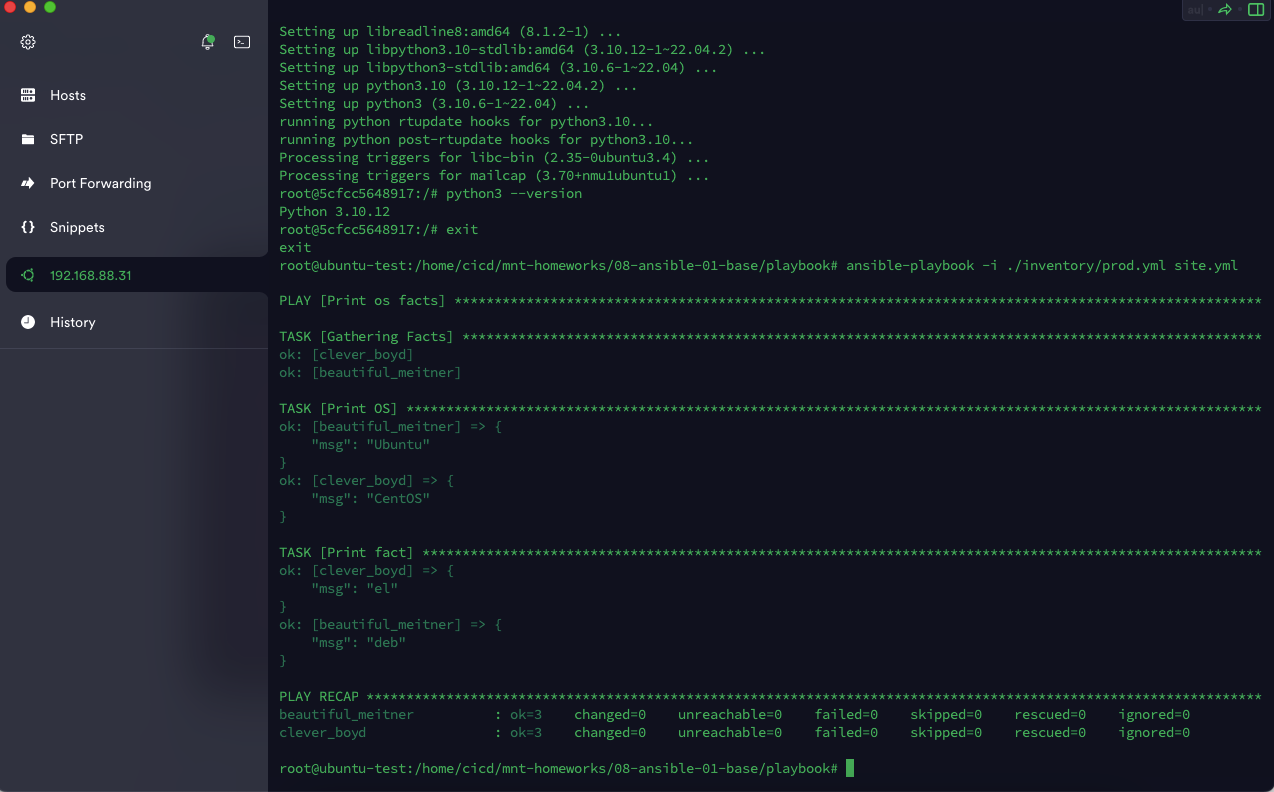 Hosts
SFTP
Port Forwarding
Snippets
192.168.88.31
History
Setting up libreadline8:amd64 (8.1.2-1) ...
Setting up libpython3.10-stdlib:amd64 (3.10.12-1~22.04.2) ...
Setting up libpython3-stdlib:amd64 (3.10.6-1~22.04) ...
Setting up python3.10 (3.10.12-1~22.04.2) ...
Setting up python3 (3.10.6-1~22.04) ...
running python rtupdate hooks for python3.10...
running python post-rtupdate hooks for python3.10...
Processing triggers for libc-bin (2.35-0ubuntu3.4) ...
Processing triggers for mailcap (3.70+nmu1ubuntu1) ...
root@5cfcc5648917:/# python3 --version
Python 3.10.12
root@5cfcc5648917:/# exit
exit
root@ubuntu-test:/home/cicd/mnt-homeworks/08-ansible-01-base/playbook# ansible-playbook -i ./inventory/prod.yml site.yml
PLAY [Print os facts] *****************************************************************************************************
TASK [Gathering Facts] ****************************************************************************************************
ok: [clever_boyd]
ok: [beautiful_meitner]
TASK [Print OS] ***********************************************************************************************************
ok: [beautiful_meitner] => {
    "msg": "Ubuntu"
}
ok: [clever_boyd] => {
    "msg": "CentOS"
}
TASK [Print fact] *********************************************************************************************************
ok: [clever_boyd] => {
    "msg": "el"
}
ok: [beautiful_meitner] => {
    "msg": "deb"
}
PLAY RECAP ****************************************************************************************************************
beautiful_meitner          : ok=3    changed=0    unreachable=0    failed=0    skipped=0    rescued=0    ignored=0
clever_boyd                : ok=3    changed=0    unreachable=0    failed=0    skipped=0    rescued=0    ignored=0
root@ubuntu-test:/home/cicd/mnt-homeworks/08-ansible-01-base/playbook#